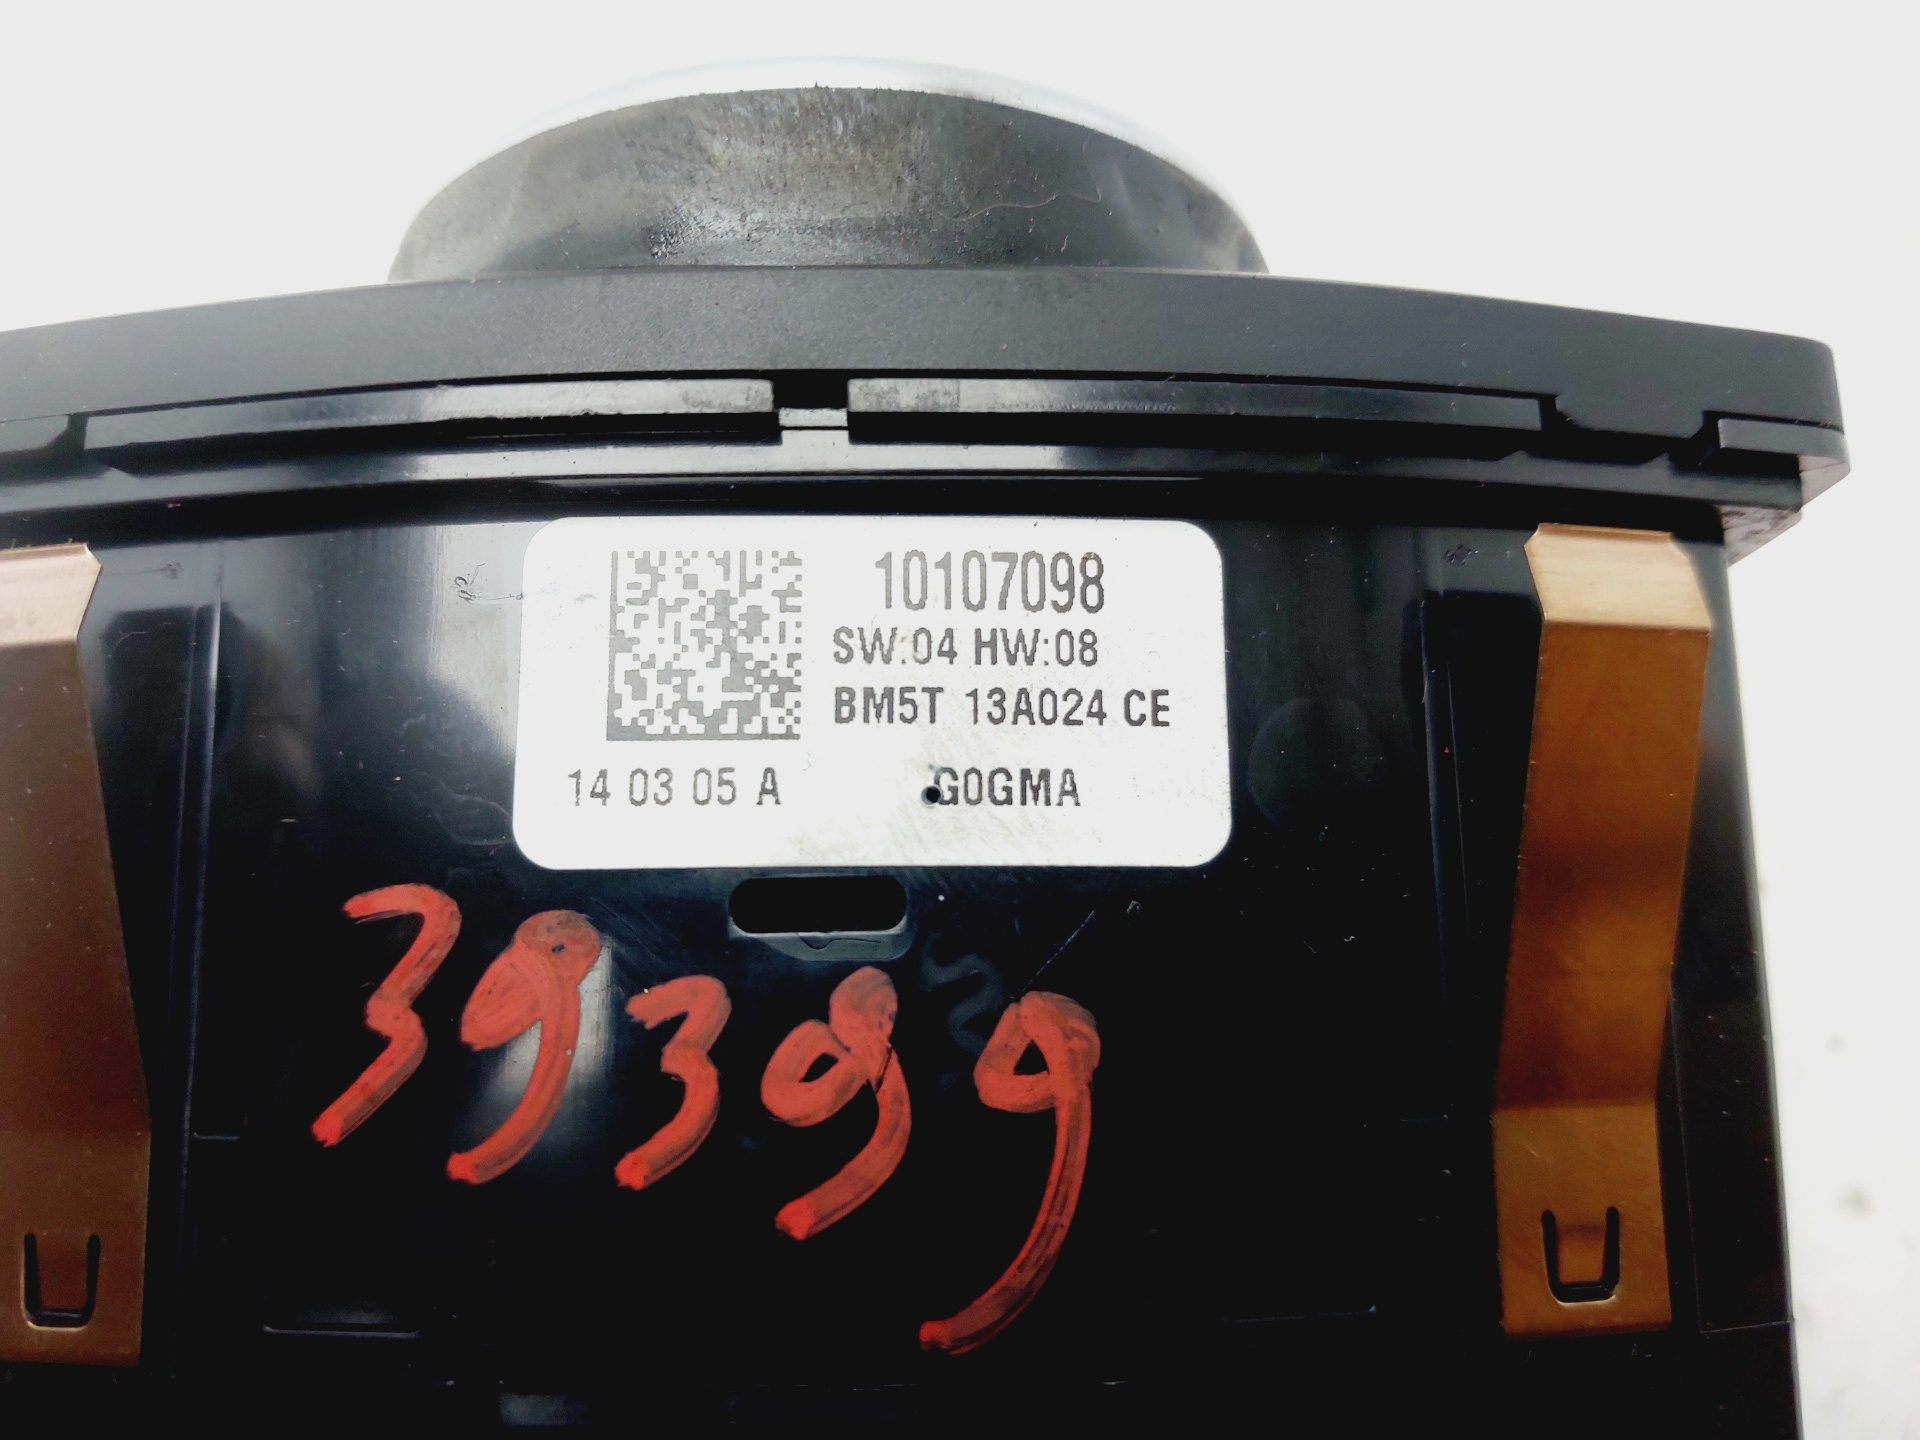 10107098
SW:04 HW:08
BM5T 13A024 CE
14 03 05 A G0GMA
39399